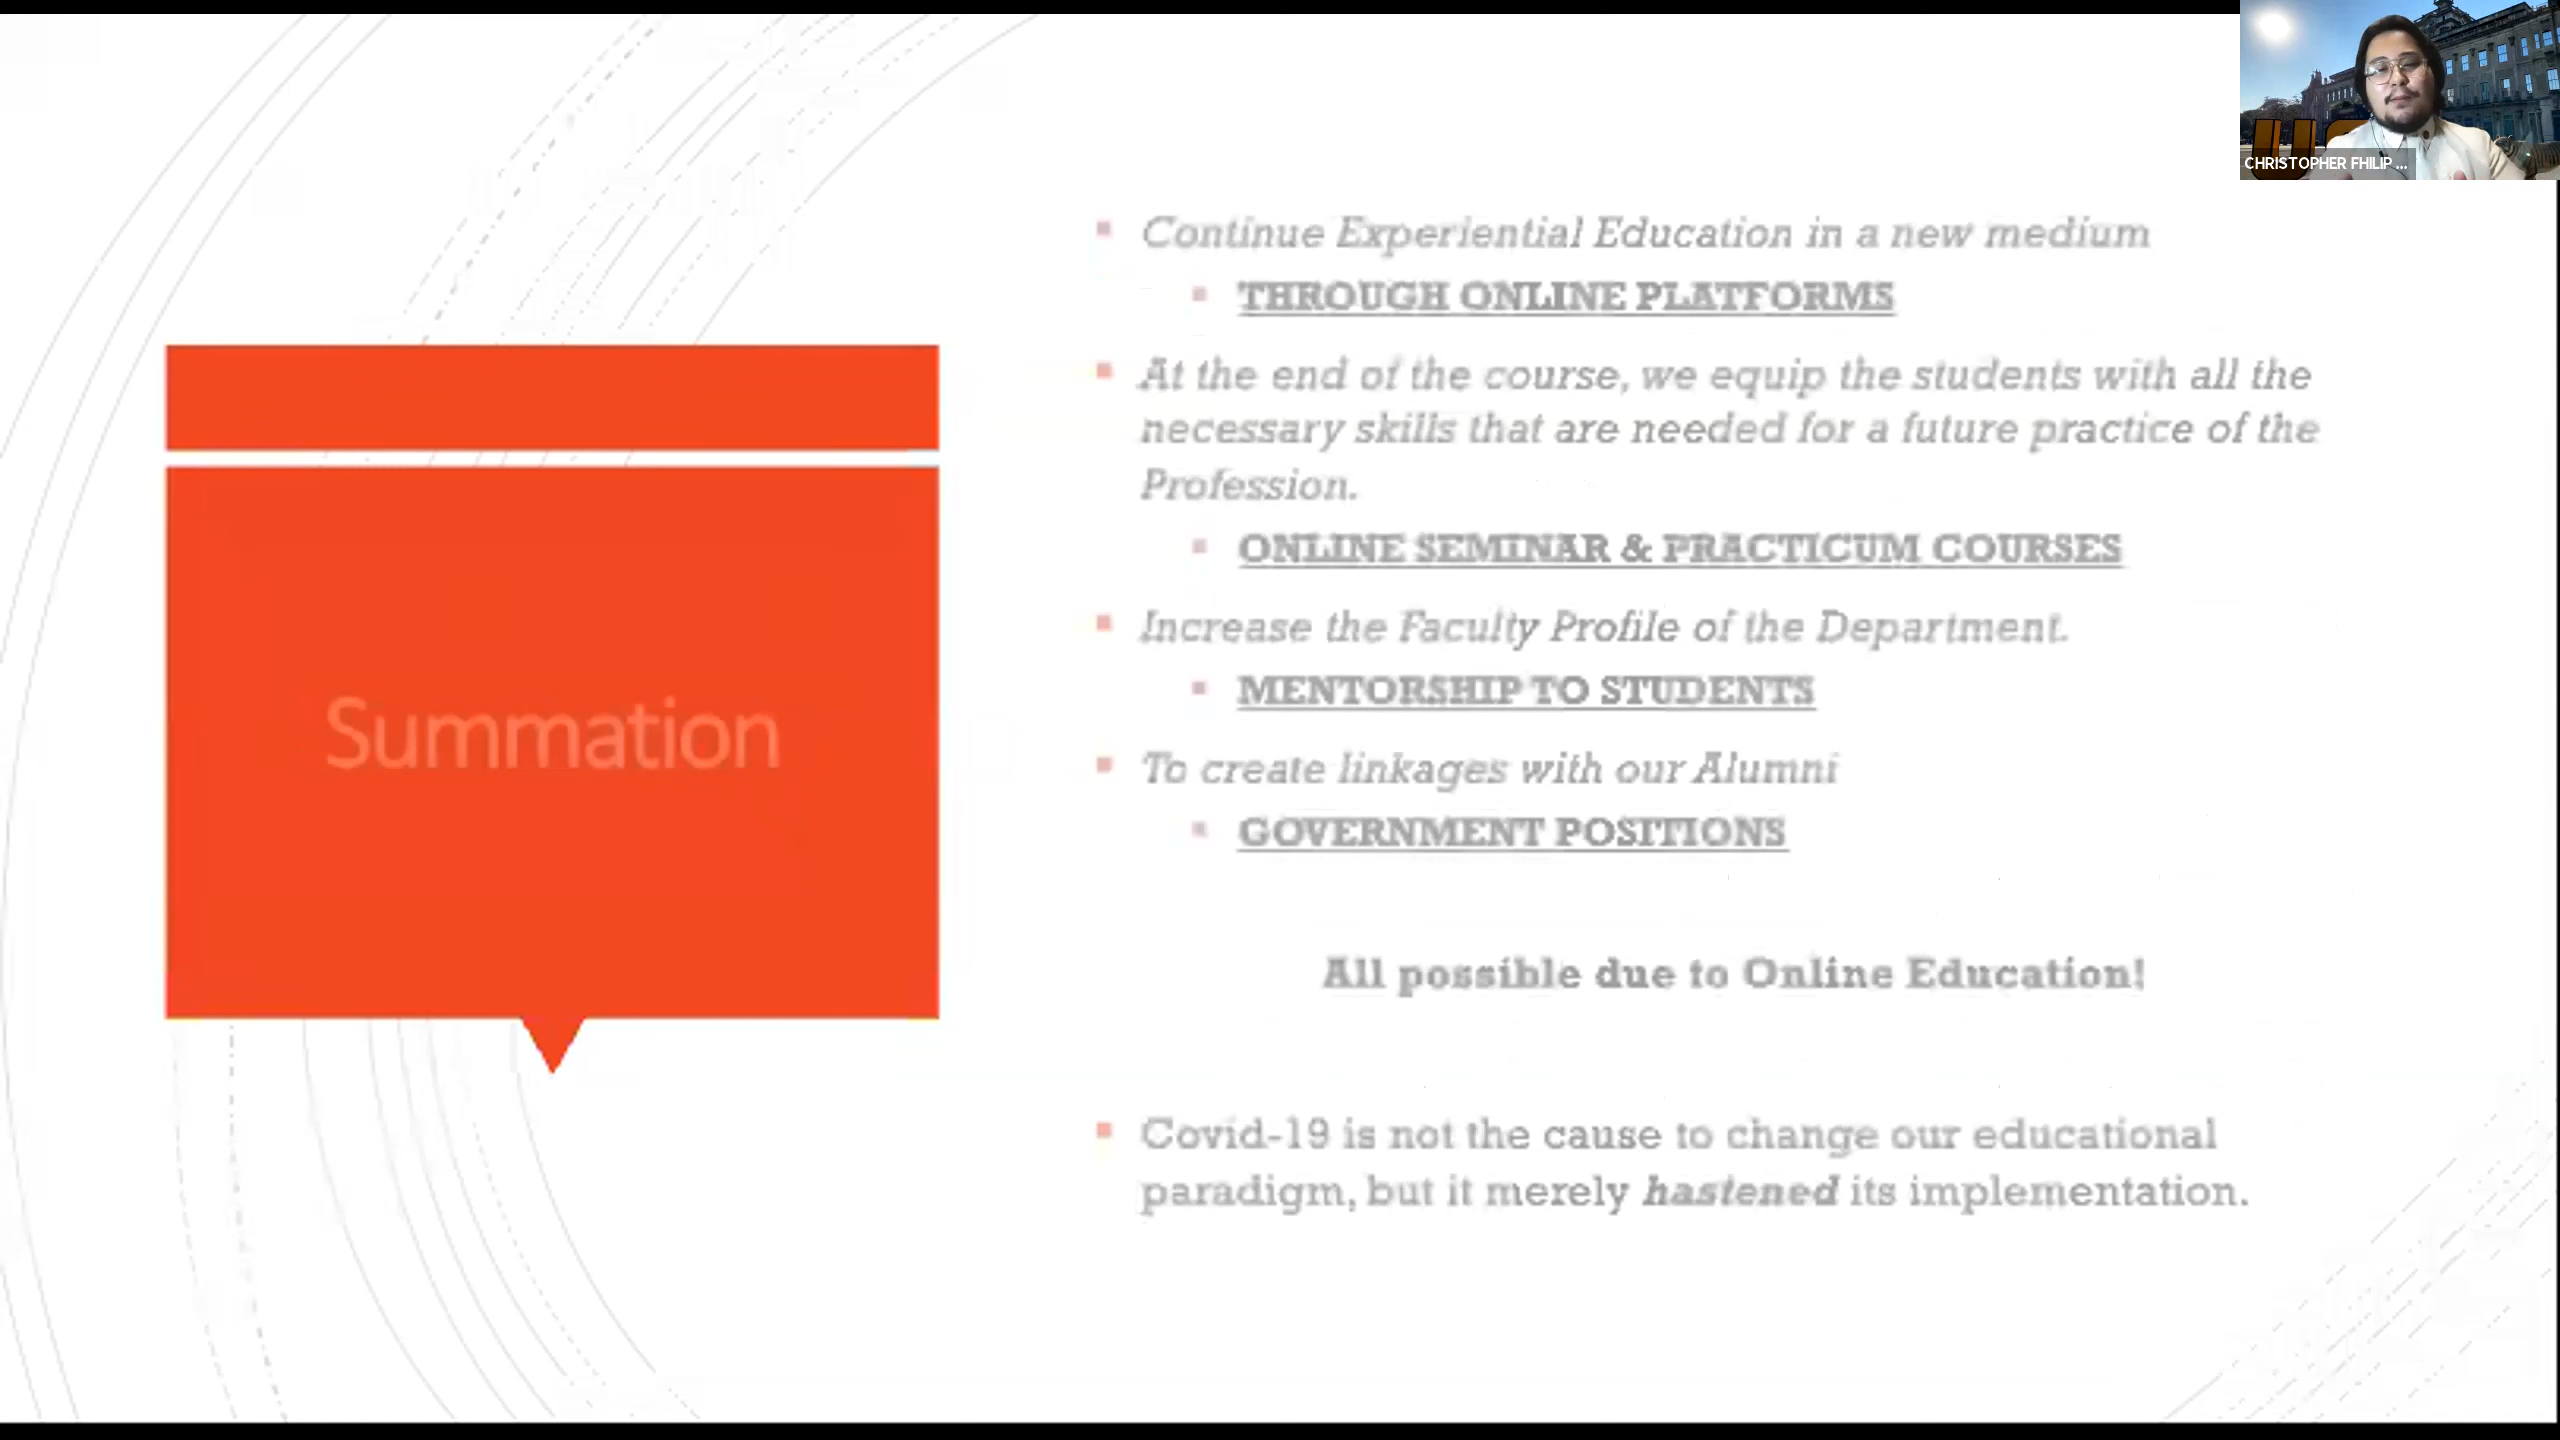 CHRISTOPHER FHILIP ...
Continue Experiential Education in a new medium
THROUGH ONLINE PLATFORMS
At the end of the course, we equip the students with all the
necessary skills that are needed for a future practice of the
Profession.
ONLINE SEMINAR & PRACTICUM COURSES
Increase the Faculty Profile of the Department.
MENTORSHIP TO STUDENTS
Summation
To create linkages with our Alumni
GOVERNMENT POSITIONS
All possible due to Online Education!
Covid-19 is not the cause to change our educational
paradigm, but it merely hastened its implementation.